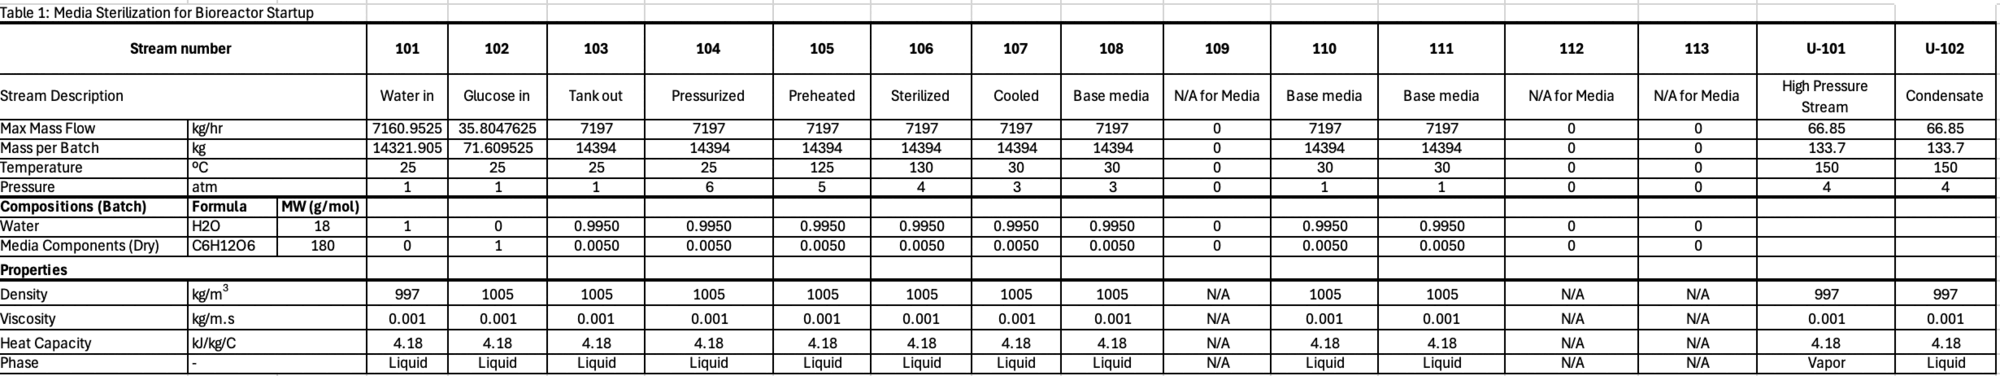 Table 1: Media Sterilization for Bioreactor Startup
Stream number 101 102 103 104 105 106 107 108 109 110 111 112 113 U-101 U-102
Stream Description Water in Glucose in Tank out Pressurized Preheated Sterilized Cooled Base media N/A for Media Base media Base media N/A for Media N/A for Media High Pressure Stream Condensate
Max Mass Flow kg/hr 7160.9525 35.8047625 7197 7197 7197 7197 7197 7197 0 7197 7197 0 0 66.85 66.85
Mass per Batch kg 14321.905 71.609525 14394 14394 14394 14394 14394 14394 0 14394 14394 0 0 133.7 133.7
Temperature ºC 25 25 25 25 125 130 30 30 0 30 30 0 0 150 150
Pressure atm 1 1 1 6 5 4 3 3 0 1 1 0 0 4 4
Compositions (Batch) Formula MW (g/mol)
Water H2O 18 1 0 0.9950 0.9950 0.9950 0.9950 0.9950 0.9950 0 0.9950 0.9950 0 0
Media Components (Dry) C6H12O6 180 0 1 0.0050 0.0050 0.0050 0.0050 0.0050 0.0050 0 0.0050 0.0050 0 0
Properties
Density kg/m³ 997 1005 1005 1005 1005 1005 1005 1005 N/A 1005 1005 N/A N/A 997 997
Viscosity kg/m.s 0.001 0.001 0.001 0.001 0.001 0.001 0.001 0.001 N/A 0.001 0.001 N/A N/A 0.001 0.001
Heat Capacity kJ/kg/C 4.18 4.18 4.18 4.18 4.18 4.18 4.18 4.18 N/A 4.18 4.18 N/A N/A 4.18 4.18
Phase - Liquid Liquid Liquid Liquid Liquid Liquid Liquid Liquid N/A Liquid Liquid N/A N/A Vapor Liquid